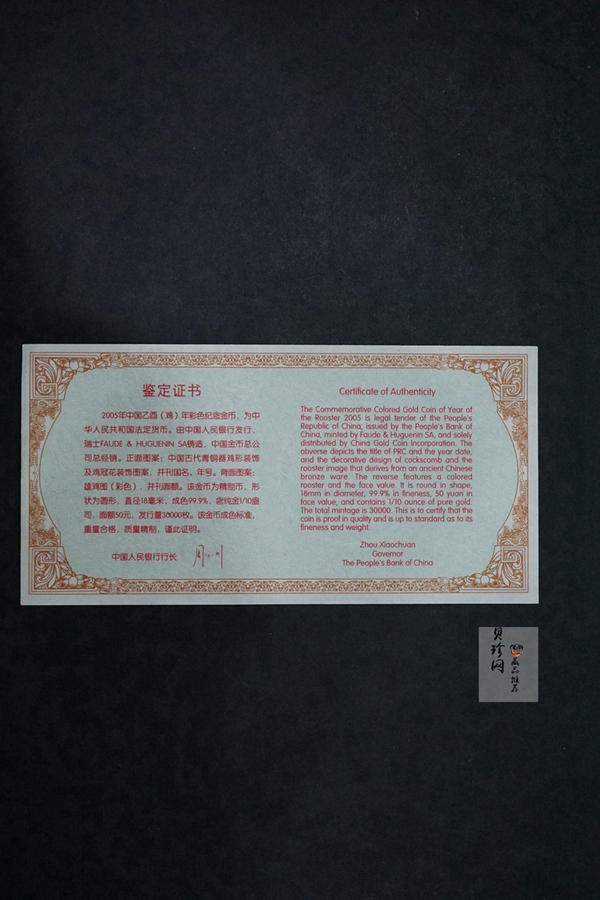 鉴定证书
2005年中国乙酉（鸡）年彩色纪念金币，为中
华人民共和国法定货币。由中国人民银行发行，
瑞士FAUDE & HUGUENIN SA铸造，中国金币总公
司总经销。正面图案：中国古代青铜器鸡形装饰
及鸡冠花装饰图案，并刊国名、年号。背面图案：
雄鸡图（彩色），并刊面额。该金币为精制币，形
状为圆形，直径18毫米，成色99.9%，含纯金1/10盎
司，面额50元，发行量30000枚。该金币成色标准，
重量合格，质量精制，谨此证明。
中国人民银行行长
Certificate of Authenticity
The Commemorative Colored Gold Coin of Year of
the Rooster 2005 is legal tender of the People's
Republic of China, issued by the People's Bank of
China, minted by Faude & Huguenin SA, and solely
distributed by China Gold Coin Incorporation. The
obverse depicts the title of PRC and the year date,
and the decorative design of cockscomb and the
rooster image that derives from an ancient Chinese
bronze ware. The reverse features a colored
rooster and the face value. It is round in shape,
18mm in diameter, 99.9% in fineness, 50 yuan in
face value, and contains 1/10 ounce of pure gold.
The total mintage is 30000. This is to certify that the
coin is proof in quality and is up to standard as to its
fineness and weight.
Zhou Xiaochuan
Governor
The People's Bank of China
贝珍网
藏品推荐